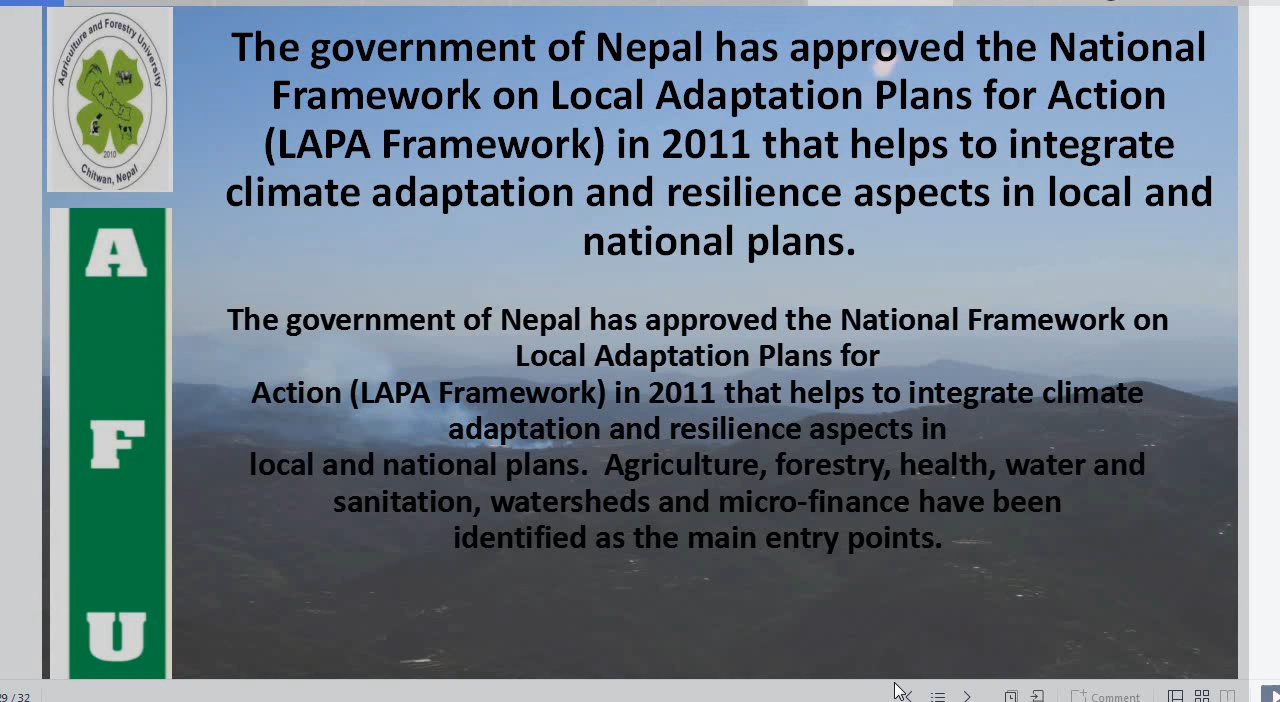 Agriculture and Forestry University
2010
Chitwan, Nepal
A
F
U
The government of Nepal has approved the National
Framework on Local Adaptation Plans for Action
(LAPA Framework) in 2011 that helps to integrate
climate adaptation and resilience aspects in local and
national plans.
The government of Nepal has approved the National Framework on
Local Adaptation Plans for
Action (LAPA Framework) in 2011 that helps to integrate climate
adaptation and resilience aspects in
local and national plans.  Agriculture, forestry, health, water and
sanitation, watersheds and micro-finance have been
identified as the main entry points.
29 / 32
Comment